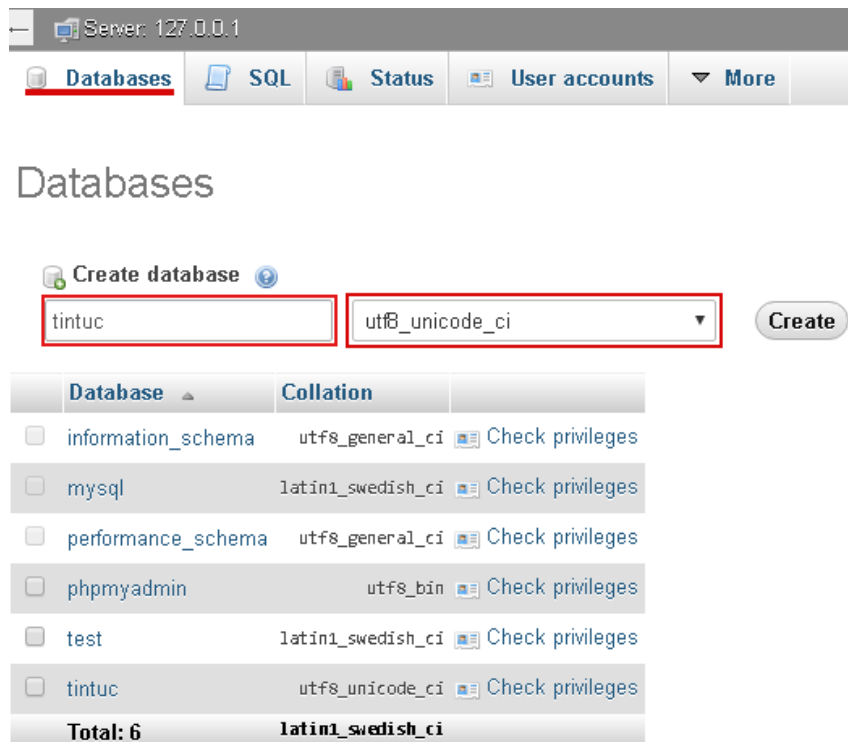 Server: 127.0.0.1
Databases SQL Status User accounts More
Databases
Create database
tintuc utf8_unicode_ci Create
Database Collation
information_schema utf8_general_ci Check privileges
mysql latin1_swedish_ci Check privileges
performance_schema utf8_general_ci Check privileges
phpmyadmin utf8_bin Check privileges
test latin1_swedish_ci Check privileges
tintuc utf8_unicode_ci Check privileges
Total: 6 latin1_swedish_ci